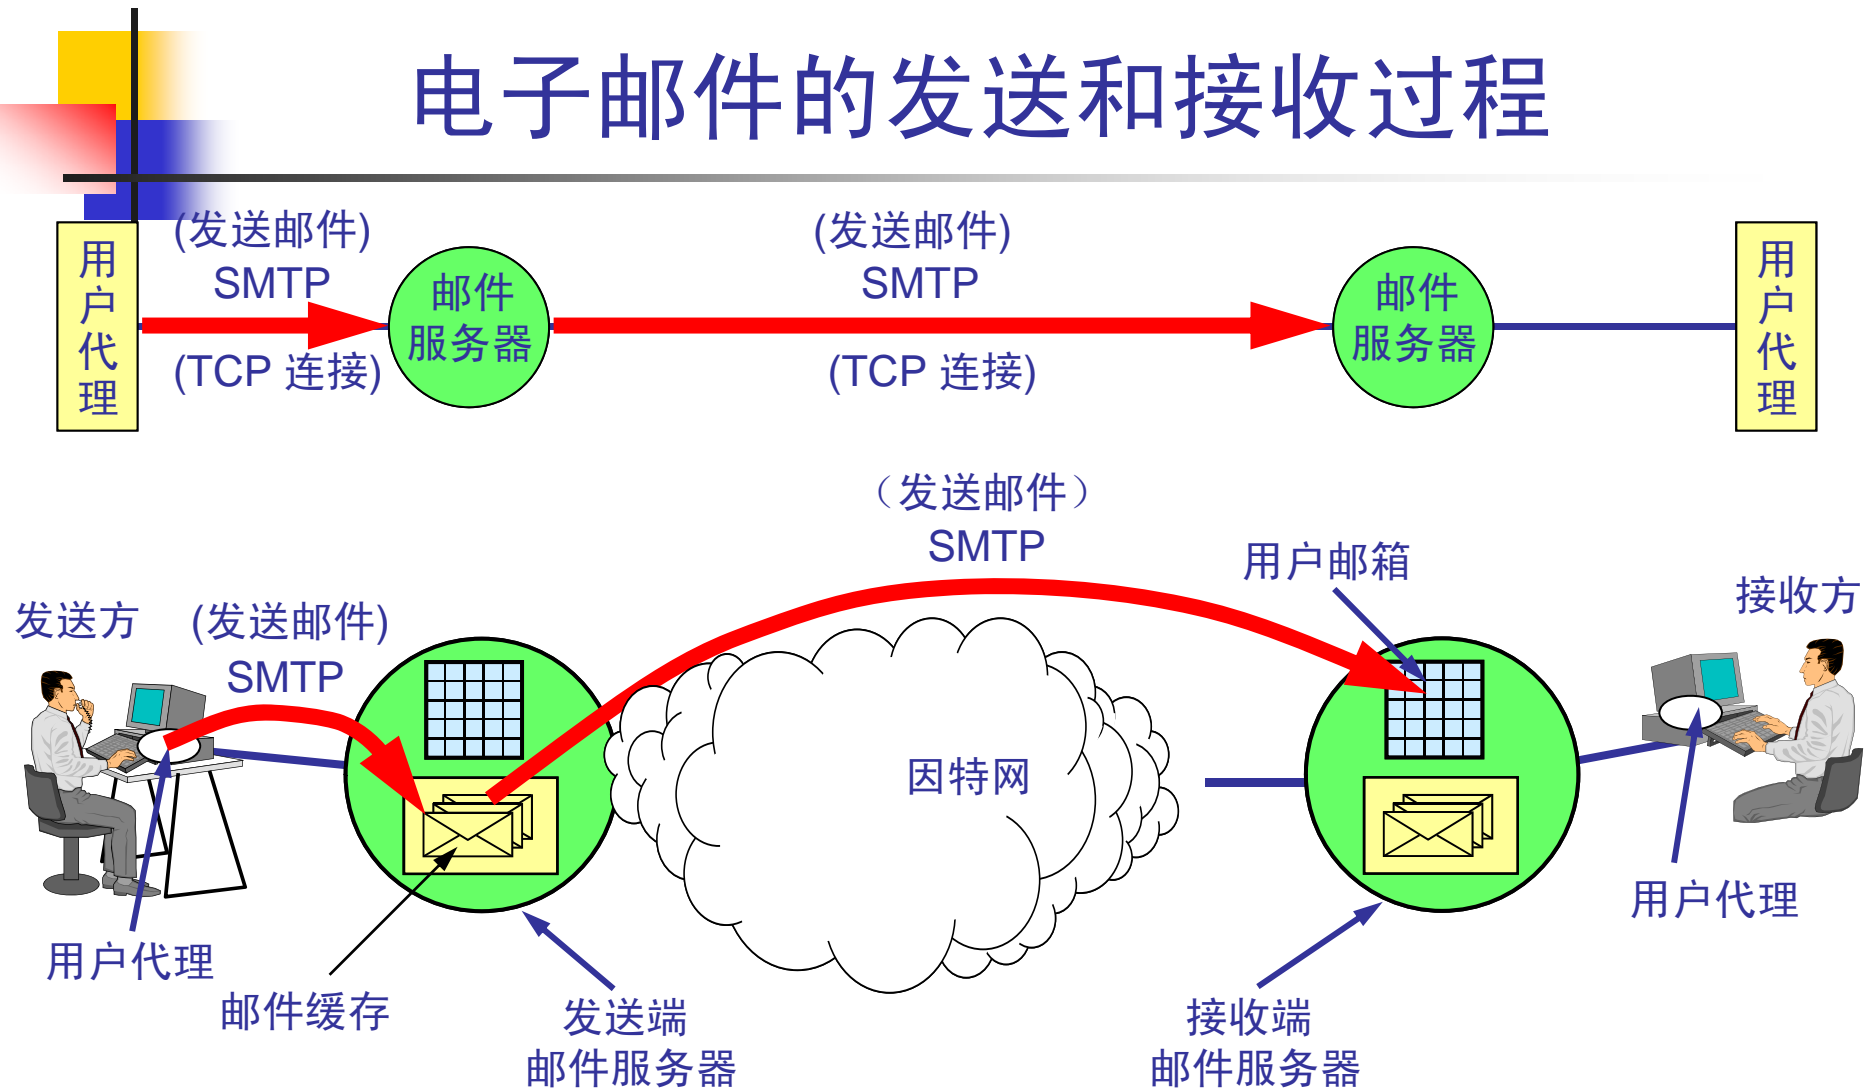 电子邮件的发送和接收过程
用户代理
(发送邮件)
SMTP
(TCP 连接)
邮件
服务器
(发送邮件)
SMTP
(TCP 连接)
邮件
服务器
用户代理
（发送邮件）
SMTP
用户邮箱
接收方
发送方
(发送邮件)
SMTP
因特网
用户代理
用户代理
邮件缓存
发送端
邮件服务器
接收端
邮件服务器